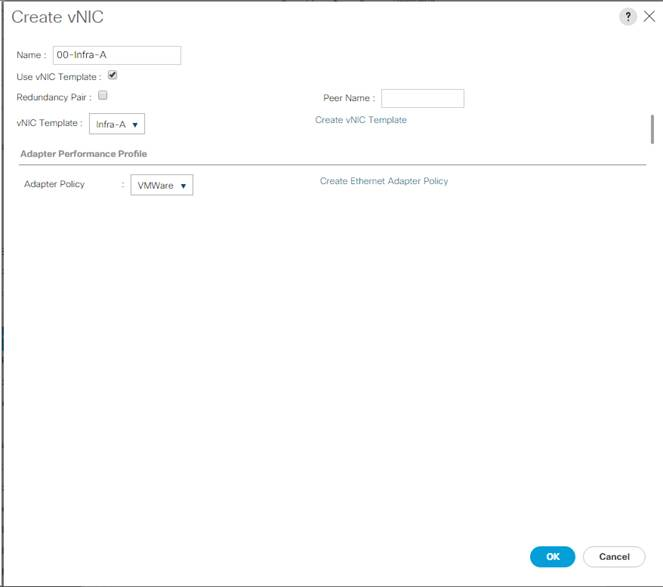 Create vNIC ?
Name : 00-Infra-A
Use vNIC Template :
Redundancy Pair : Peer Name :
vNIC Template : Infra-A Create vNIC Template
Adapter Performance Profile
Adapter Policy : VMWare Create Ethernet Adapter Policy
OK Cancel